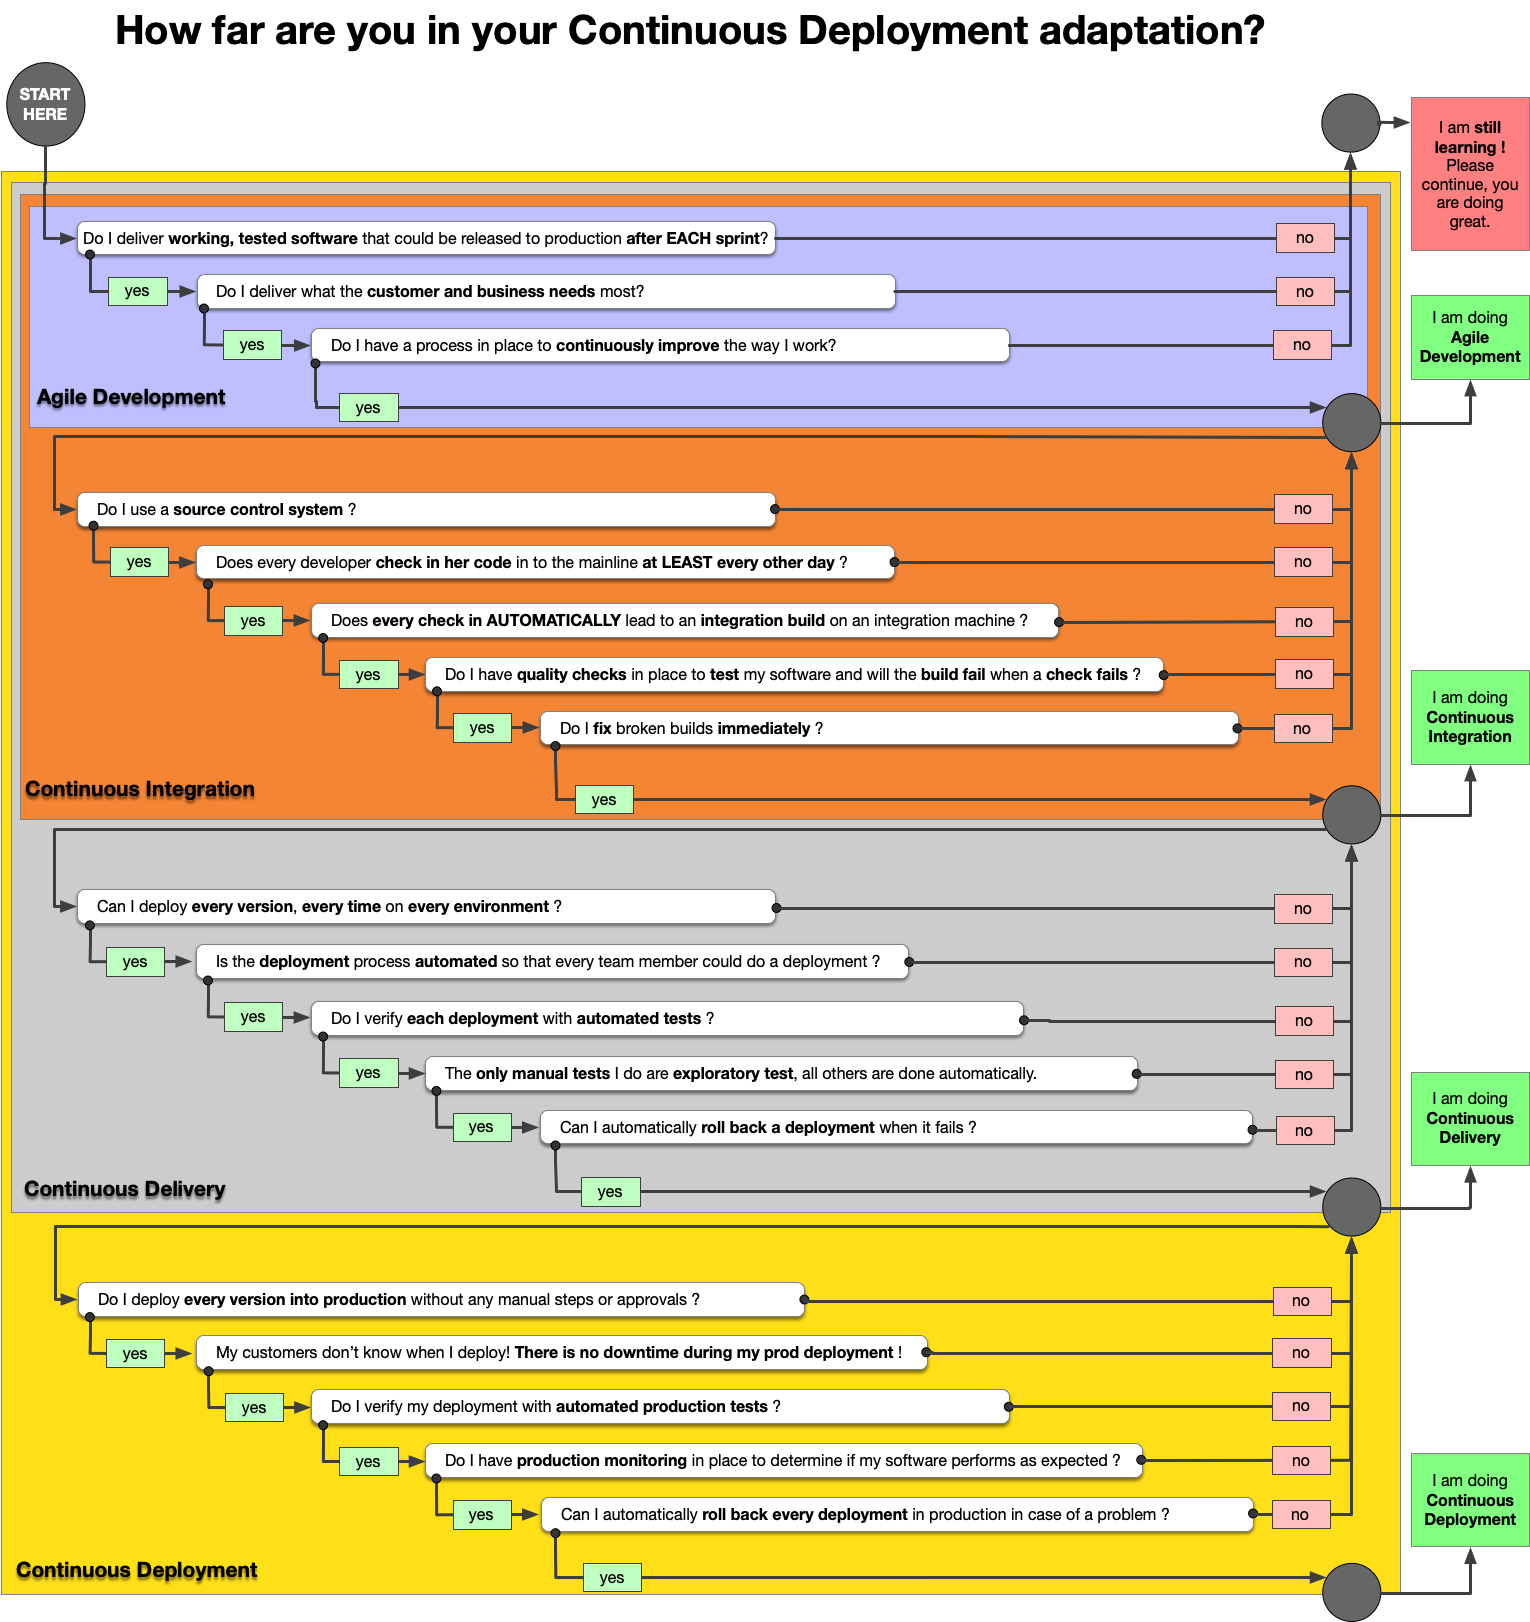 How far are you in your Continuous Deployment adaptation?
START
HERE
I am still
learning !
Please
continue, you
are doing
great.
Do I deliver working, tested software that could be released to production after EACH sprint?
no
yes
Do I deliver what the customer and business needs most?
no
I am doing
Agile
Development
yes
Do I have a process in place to continuously improve the way I work?
no
Agile Development
yes
Do I use a source control system ?
no
yes
Does every developer check in her code in to the mainline at LEAST every other day ?
no
yes
Does every check in AUTOMATICALLY lead to an integration build on an integration machine ?
no
yes
Do I have quality checks in place to test my software and will the build fail when a check fails ?
no
I am doing
Continuous
Integration
yes
Do I fix broken builds immediately ?
no
Continuous Integration
yes
Can I deploy every version, every time on every environment ?
no
yes
Is the deployment process automated so that every team member could do a deployment ?
no
yes
Do I verify each deployment with automated tests ?
no
yes
The only manual tests I do are exploratory test, all others are done automatically.
no
I am doing
Continuous
Delivery
yes
Can I automatically roll back a deployment when it fails ?
no
Continuous Delivery
yes
Do I deploy every version into production without any manual steps or approvals ?
no
yes
My customers don’t know when I deploy! There is no downtime during my prod deployment !
no
yes
Do I verify my deployment with automated production tests ?
no
yes
Do I have production monitoring in place to determine if my software performs as expected ?
no
I am doing
Continuous
Deployment
yes
Can I automatically roll back every deployment in production in case of a problem ?
no
Continuous Deployment
yes